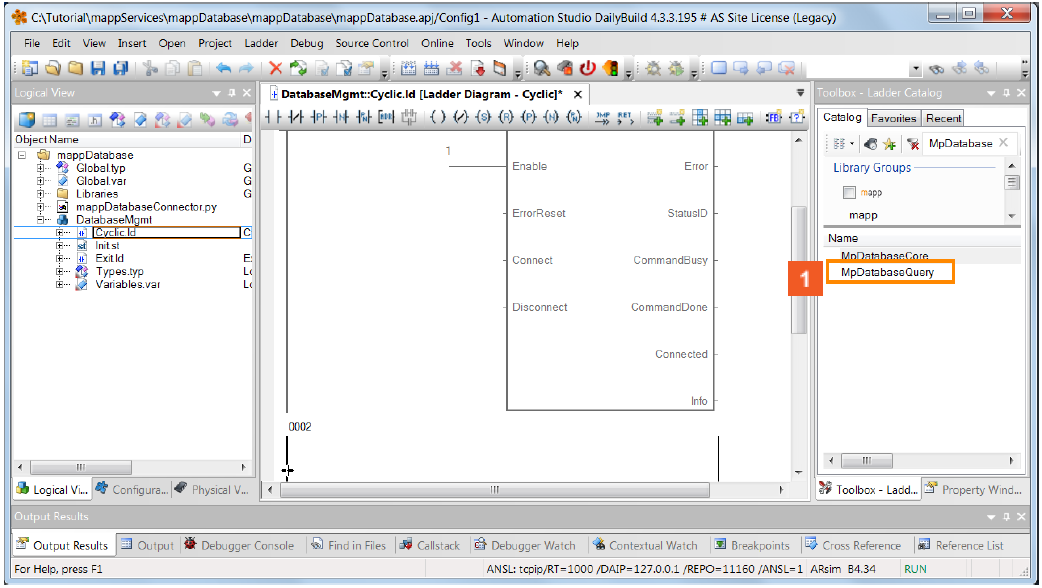 C:\Tutorial\mappServices\mappDatabase\mappDatabase\mappDatabase.apj/Config1 - Automation Studio DailyBuild 4.3.3.195 # AS Site License (Legacy)
File Edit View Insert Open Project Ladder Debug Source Control Online Tools Window Help
Logical View
DatabaseMgmt::Cyclic.ld [Ladder Diagram - Cyclic]*
Toolbox - Ladder Catalog
Object Name D
mappDatabase
Global.typ G
Global.var G
Libraries G
mappDatabaseConnector.py
DatabaseMgmt
Cyclic.ld C
Init.st
Exit.ld E
Types.typ Lo
Variables.var Lo
JMP RET FB
1
Enable Error
ErrorReset StatusID
Connect CommandBusy
Disconnect CommandDone
Connected
Info
0002
Catalog Favorites Recent
MpDatabase
Library Groups
mapp
mapp
Name
MpDatabaseCore
MpDatabaseQuery
1
Logical Vi... Configura... Physical V...
Toolbox - Ladd... Property Wind...
Output Results
Output Results Output Debugger Console Find in Files Callstack Debugger Watch Contextual Watch Breakpoints Cross Reference Reference List
For Help, press F1 ANSL: tcpip/RT=1000 /DAIP=127.0.0.1 /REPO=11160 /ANSL=1 ARsim B4.34 RUN